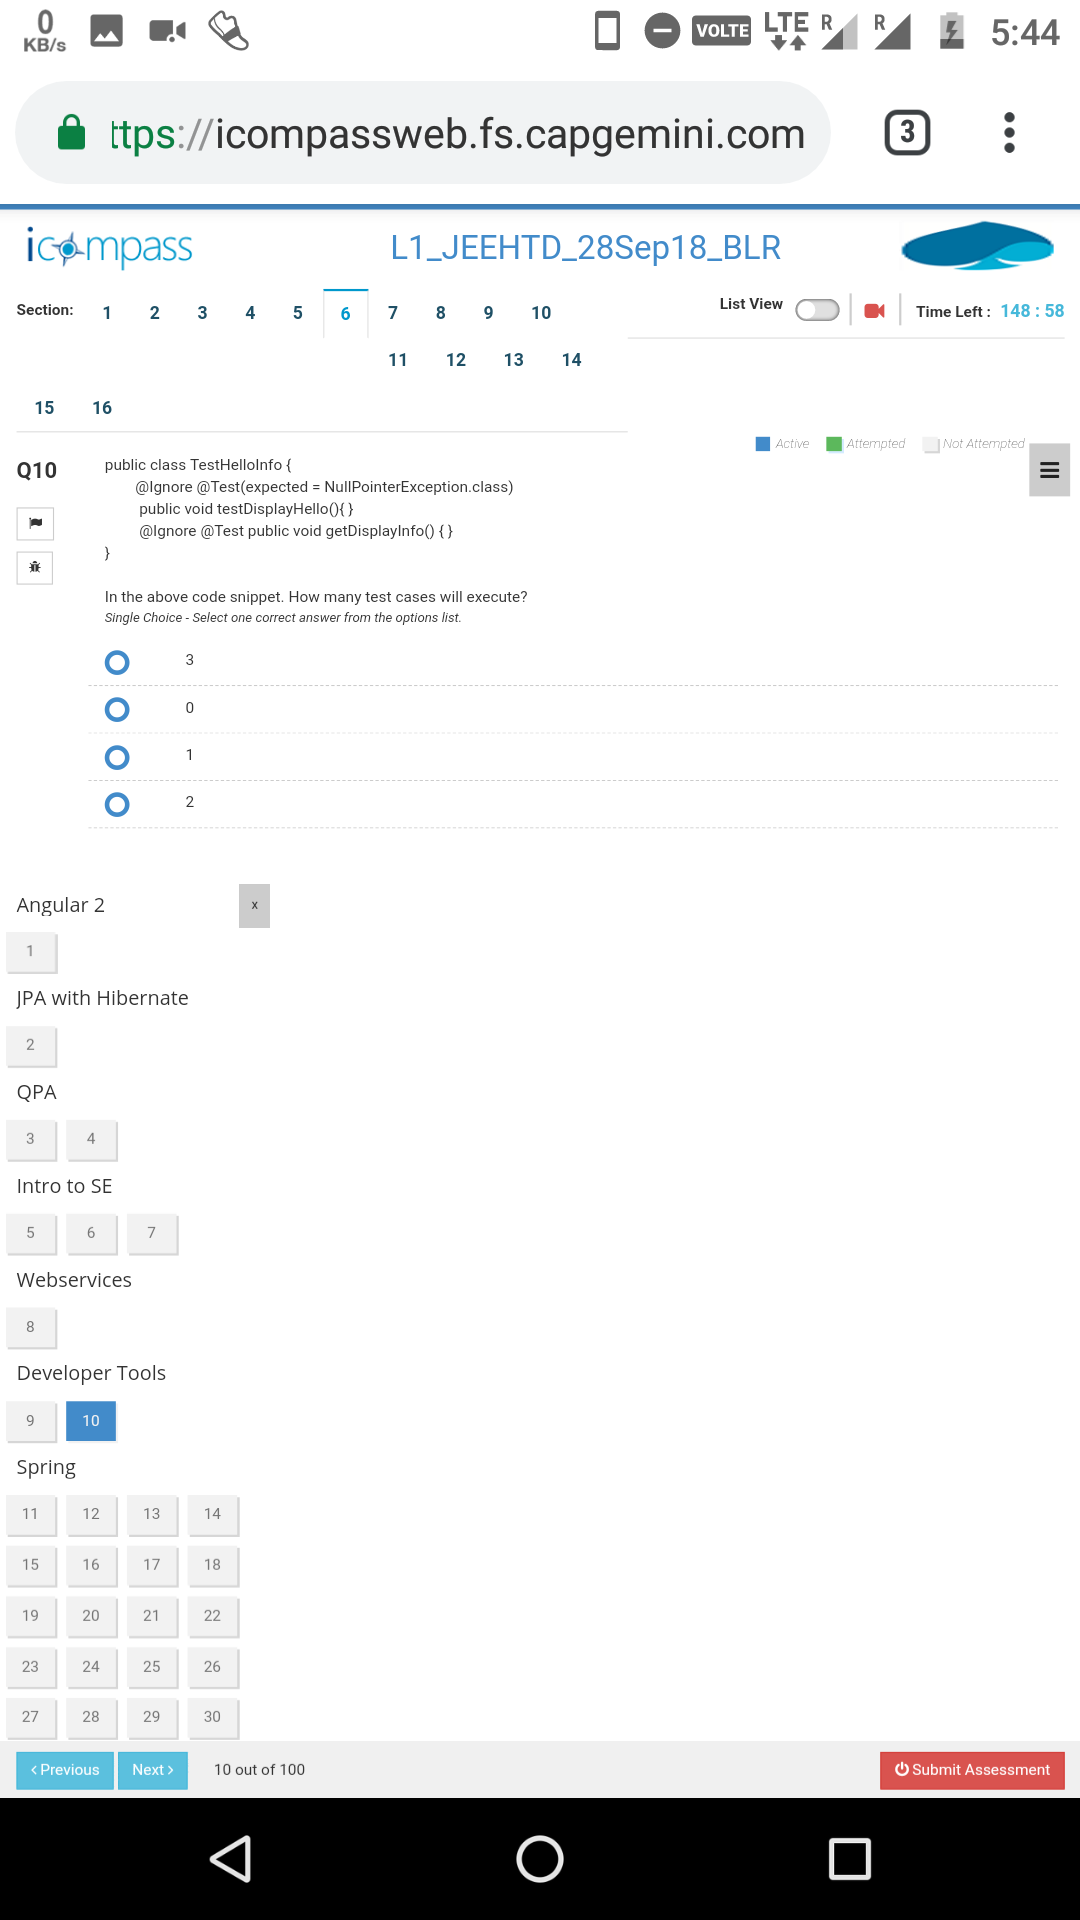 0
KB/s
VOLTE
LTE
R
R
5:44
ttps://icompassweb.fs.capgemini.com
3
icompass
L1_JEEHTD_28Sep18_BLR
Section: 1 2 3 4 5 6 7 8 9 10
List View
Time Left : 148 : 58
11 12 13 14
15 16
Active Attempted Not Attempted
Q10
public class TestHelloInfo {
@Ignore @Test(expected = NullPointerException.class)
public void testDisplayHello(){ }
@Ignore @Test public void getDisplayInfo() { }
}
In the above code snippet. How many test cases will execute?
Single Choice - Select one correct answer from the options list.
3
0
1
2
Angular 2
x
1
JPA with Hibernate
2
QPA
3 4
Intro to SE
5 6 7
Webservices
8
Developer Tools
9 10
Spring
11 12 13 14
15 16 17 18
19 20 21 22
23 24 25 26
27 28 29 30
‹ Previous Next › 10 out of 100
Submit Assessment